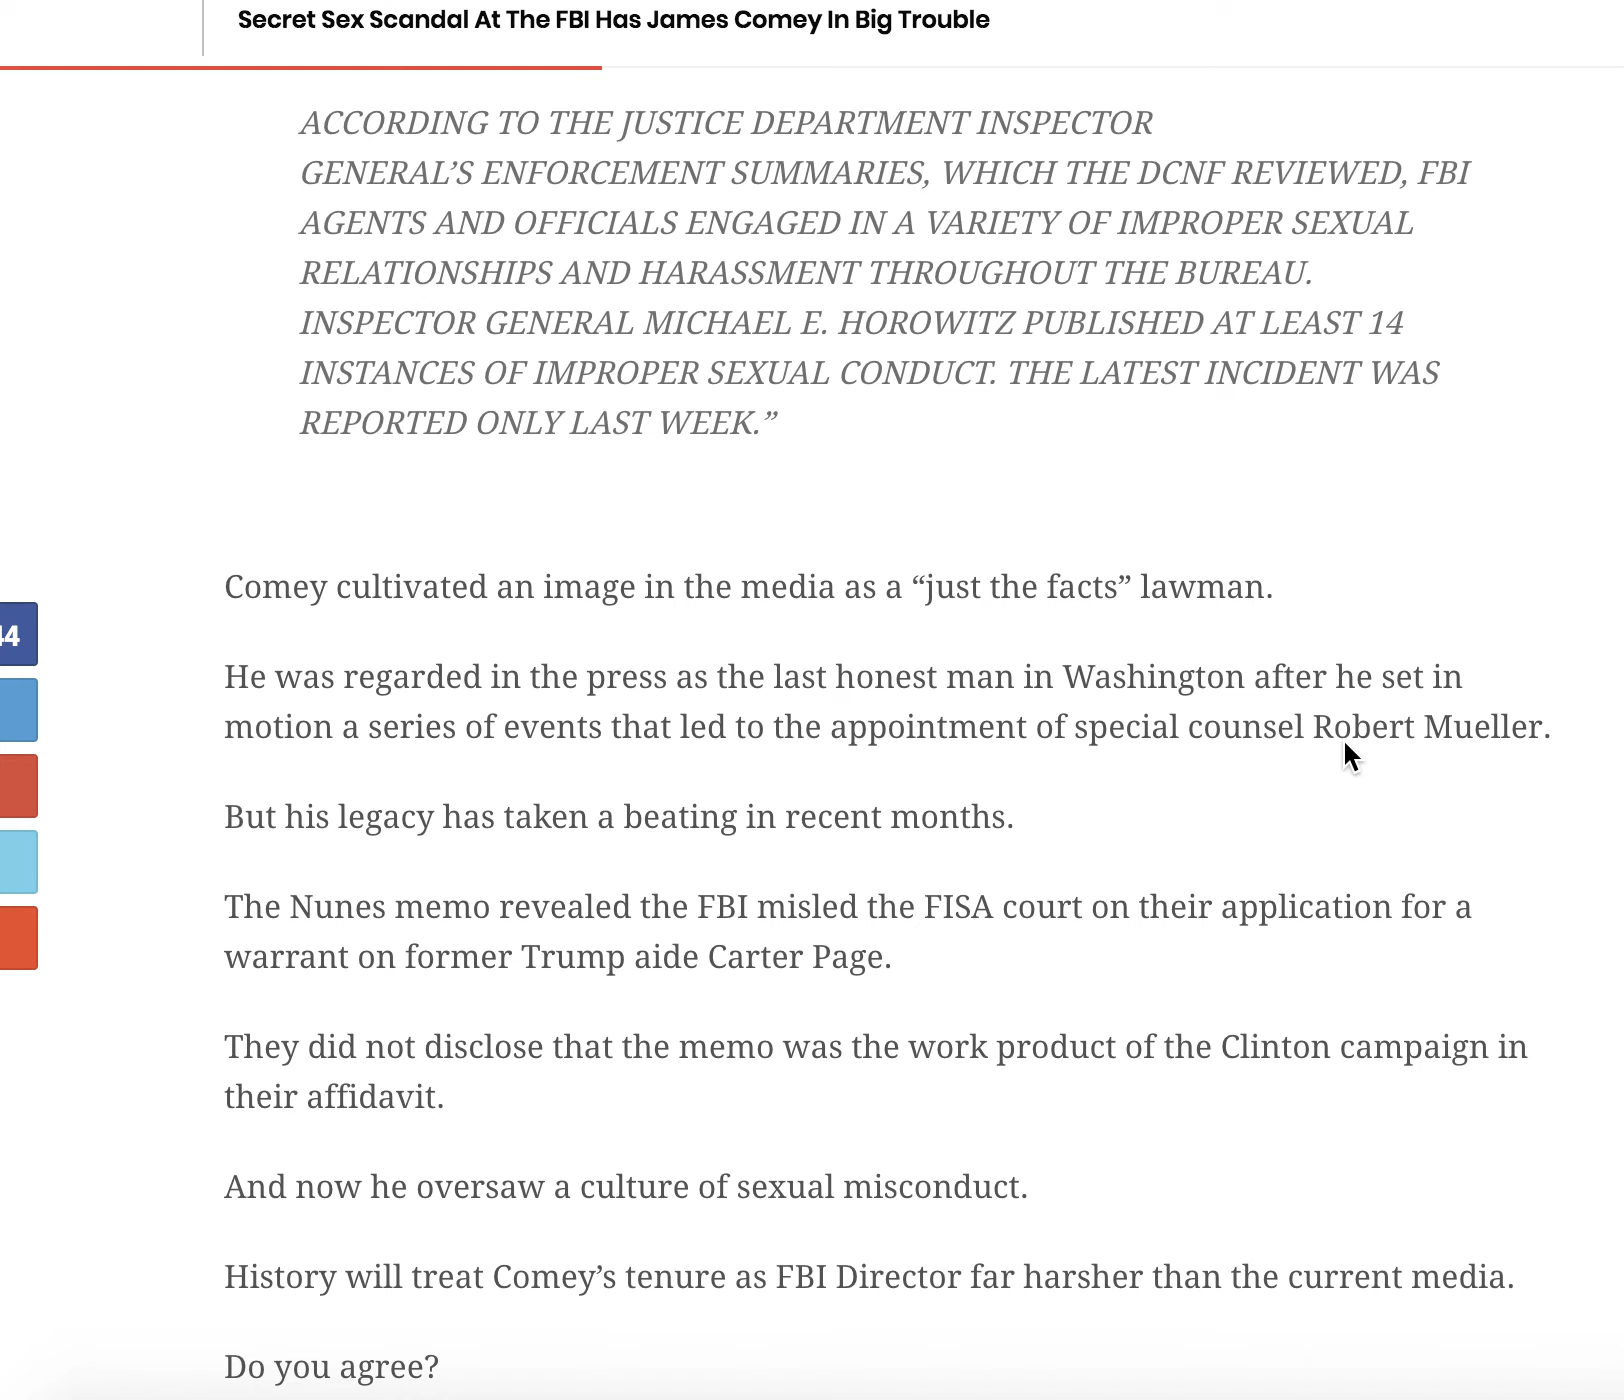 Secret Sex Scandal At The FBI Has James Comey In Big Trouble
ACCORDING TO THE JUSTICE DEPARTMENT INSPECTOR
GENERAL’S ENFORCEMENT SUMMARIES, WHICH THE DCNF REVIEWED, FBI
AGENTS AND OFFICIALS ENGAGED IN A VARIETY OF IMPROPER SEXUAL
RELATIONSHIPS AND HARASSMENT THROUGHOUT THE BUREAU.
INSPECTOR GENERAL MICHAEL E. HOROWITZ PUBLISHED AT LEAST 14
INSTANCES OF IMPROPER SEXUAL CONDUCT. THE LATEST INCIDENT WAS
REPORTED ONLY LAST WEEK.”
Comey cultivated an image in the media as a “just the facts” lawman.
He was regarded in the press as the last honest man in Washington after he set in
motion a series of events that led to the appointment of special counsel Robert Mueller.
But his legacy has taken a beating in recent months.
The Nunes memo revealed the FBI misled the FISA court on their application for a
warrant on former Trump aide Carter Page.
They did not disclose that the memo was the work product of the Clinton campaign in
their affidavit.
And now he oversaw a culture of sexual misconduct.
History will treat Comey’s tenure as FBI Director far harsher than the current media.
Do you agree?